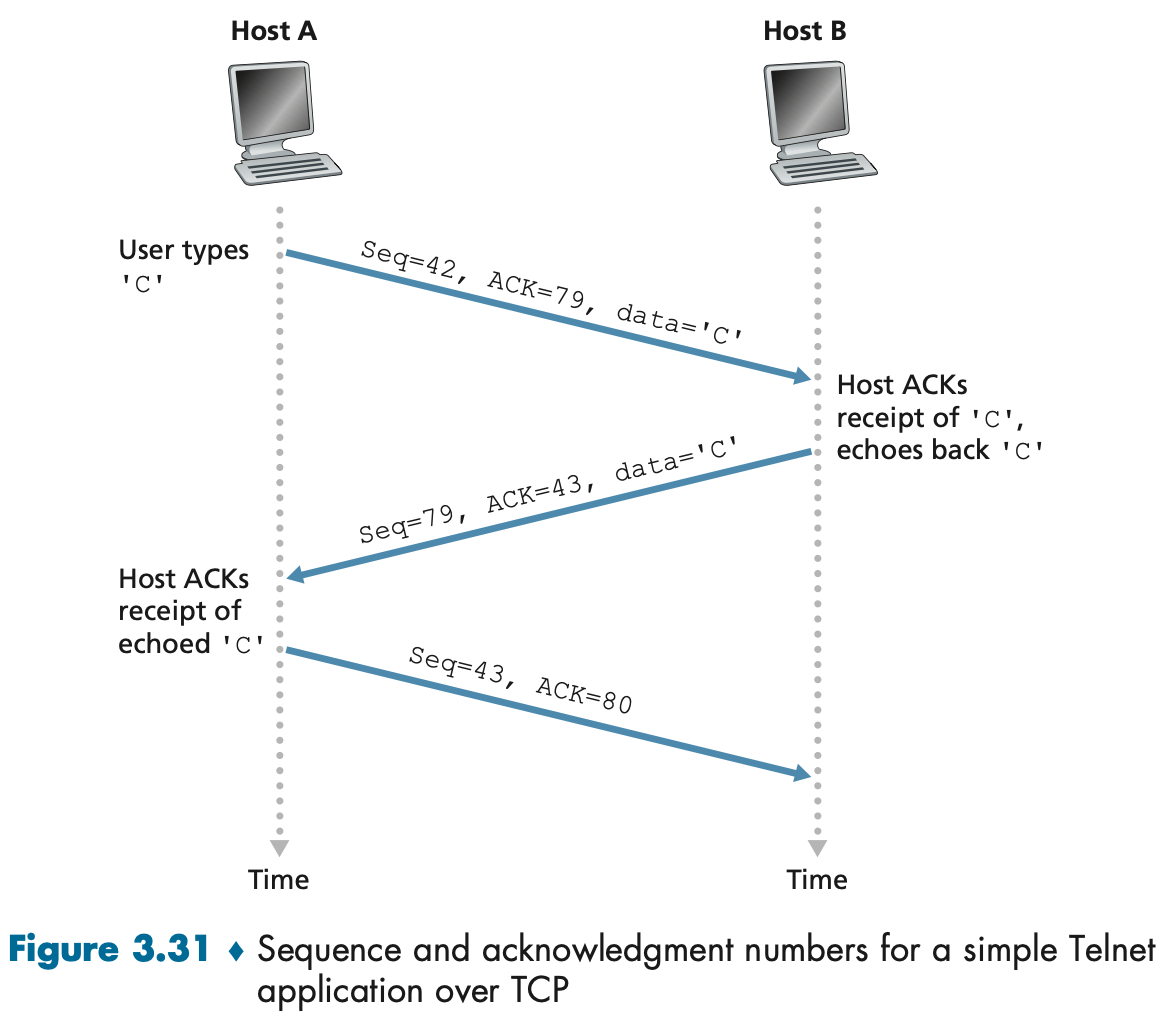 Host A
Host B
User types
'C'
Seq=42, ACK=79, data='C'
Host ACKs
receipt of 'C',
echoes back 'C'
Seq=79, ACK=43, data='C'
Host ACKs
receipt of
echoed 'C'
Seq=43, ACK=80
Time
Time
Figure 3.31 ♦ Sequence and acknowledgment numbers for a simple Telnet
application over TCP